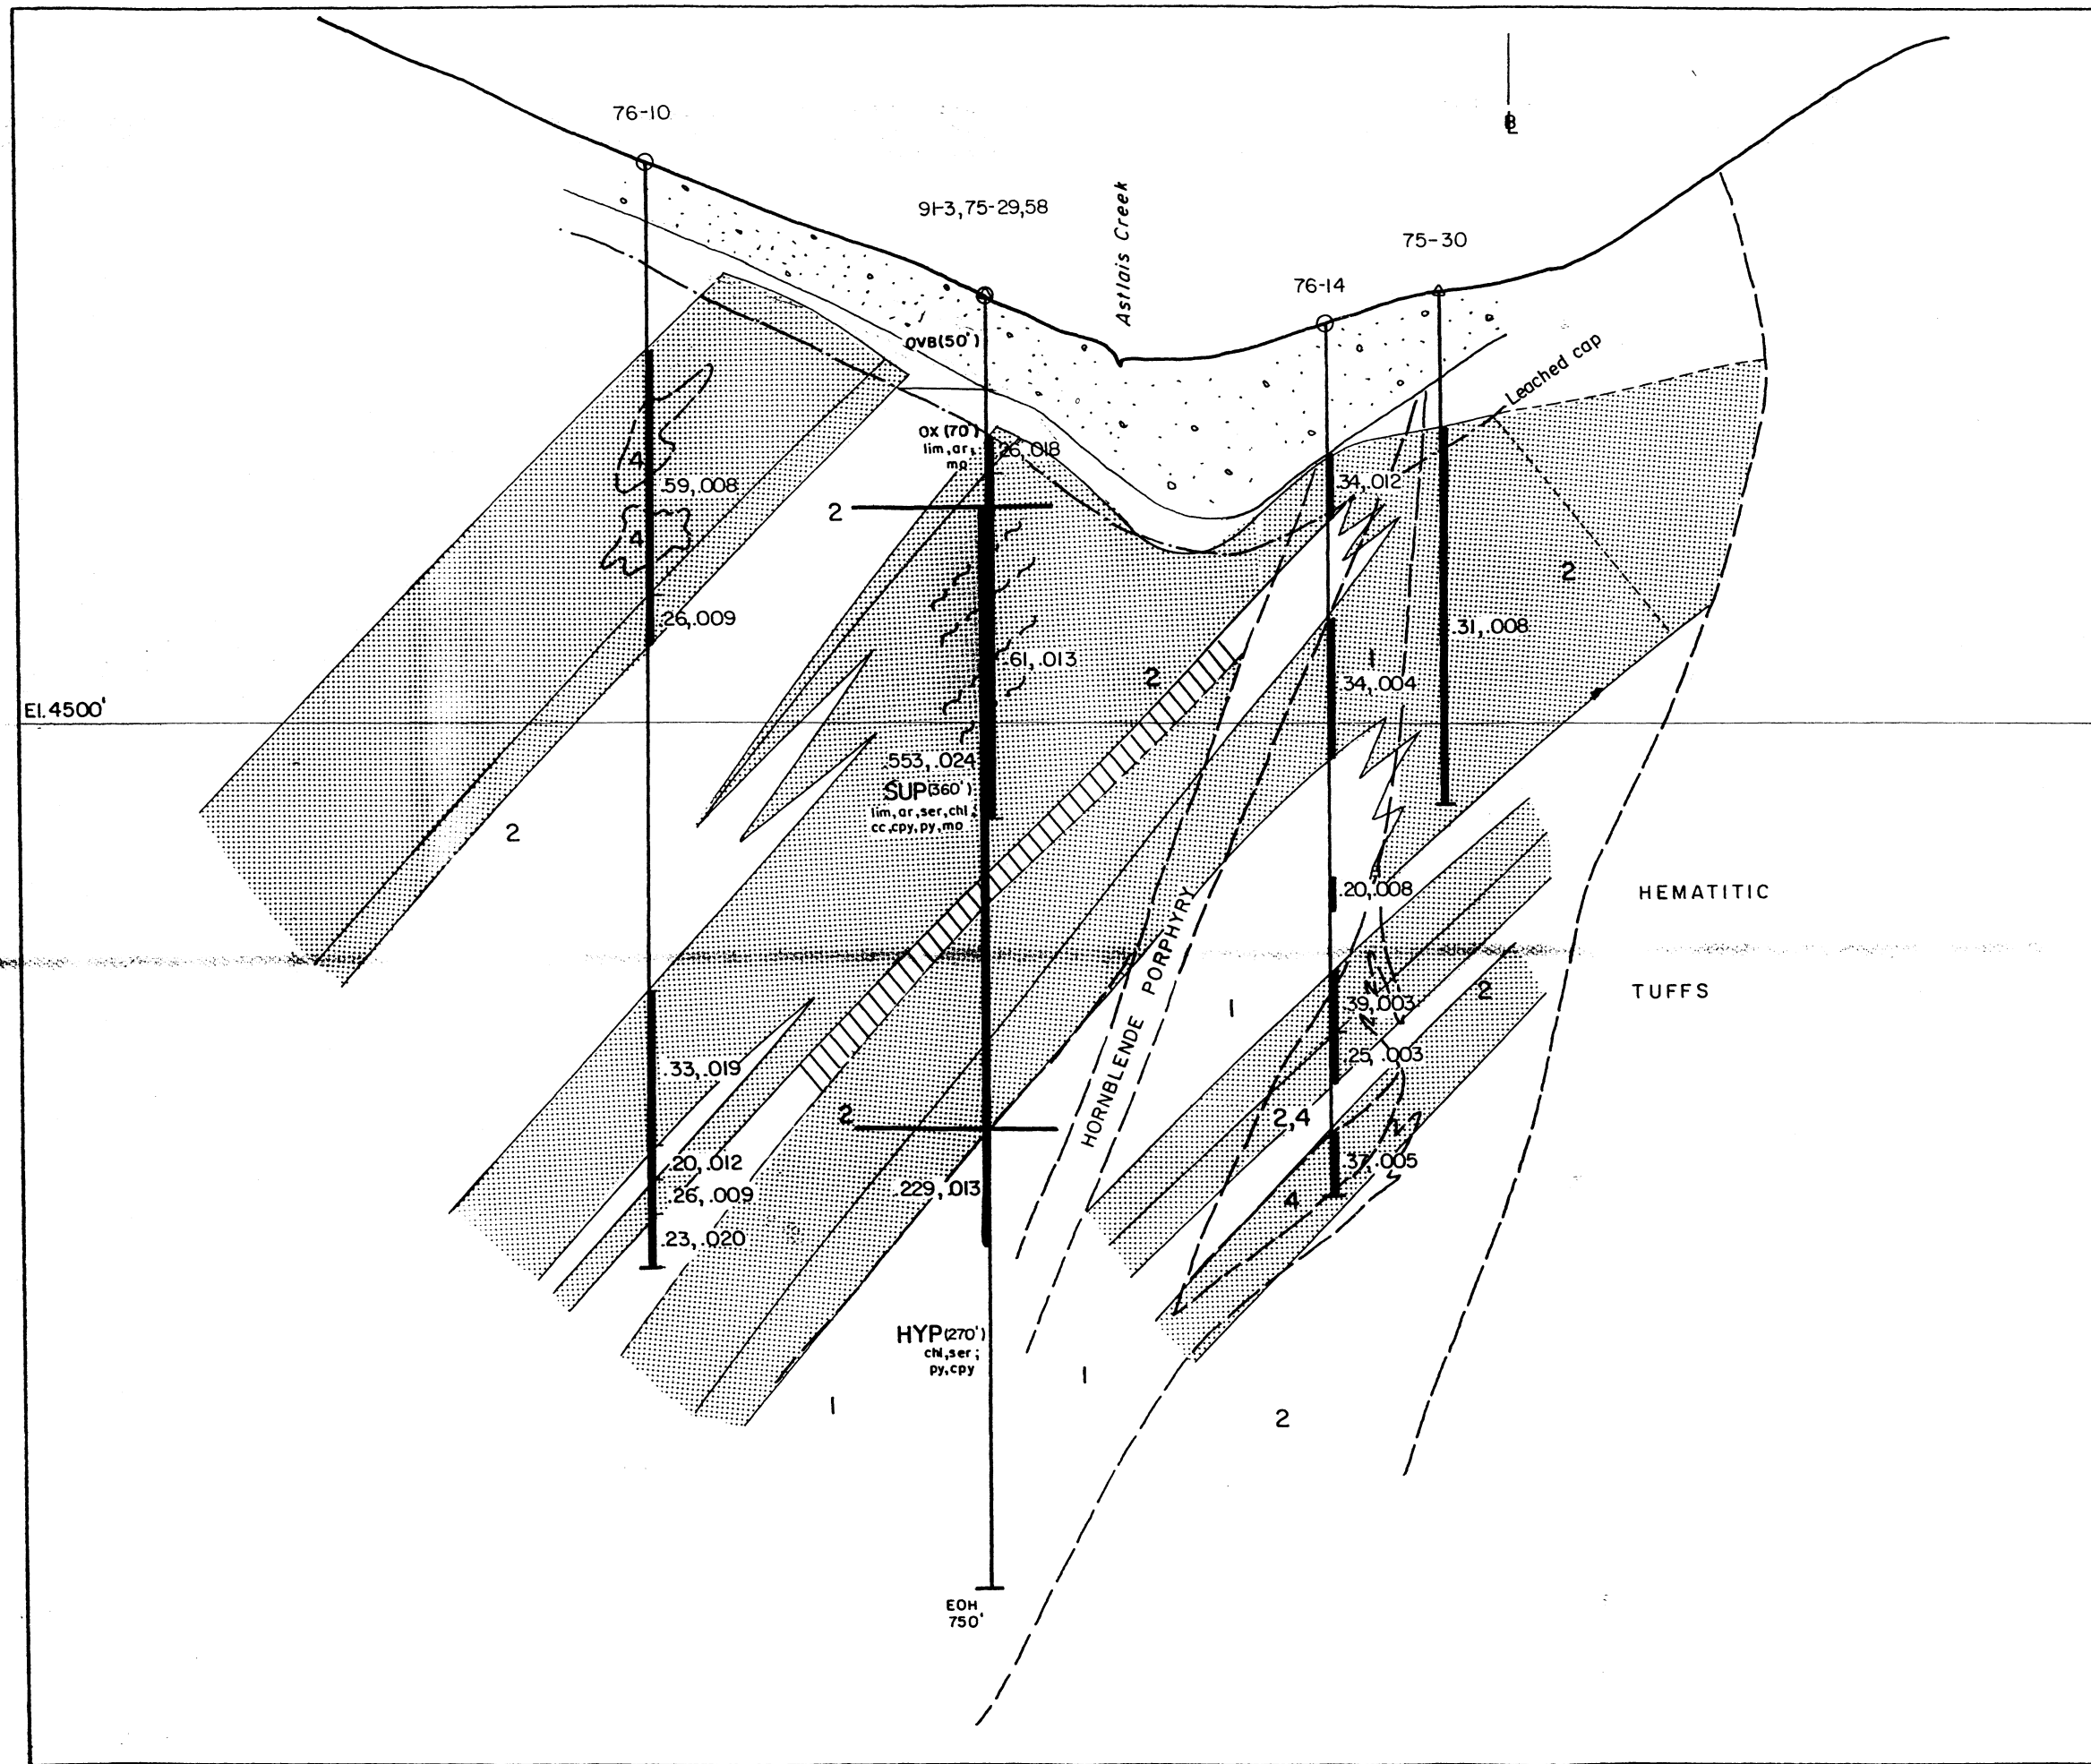 76-10
BL
91-3,75-29,58
Astlais Creek
75-30
76-14
OVB(50')
Leached cap
OX (70')
lim,ar,
mo
.26,.018
4
.59,.008
.34,.012
2
4
2
.26,.009
.31,.008
1
.61,.013
2
.34,.004
El. 4500'
.553,.024
SUP(360')
lim,ar,ser,chl;
cc,cpy,py,mo
2
.20,.008
HEMATITIC
TUFFS
HORNBLENDE PORPHYRY
1
.39,.003
2
.25,.003
.33,.019
2
2,4
.20,.012
.26,.009
.229,.013
.37,.005
4
.23,.020
HYP(270')
chl,ser;
py,cpy
1
1
2
EOH
750'